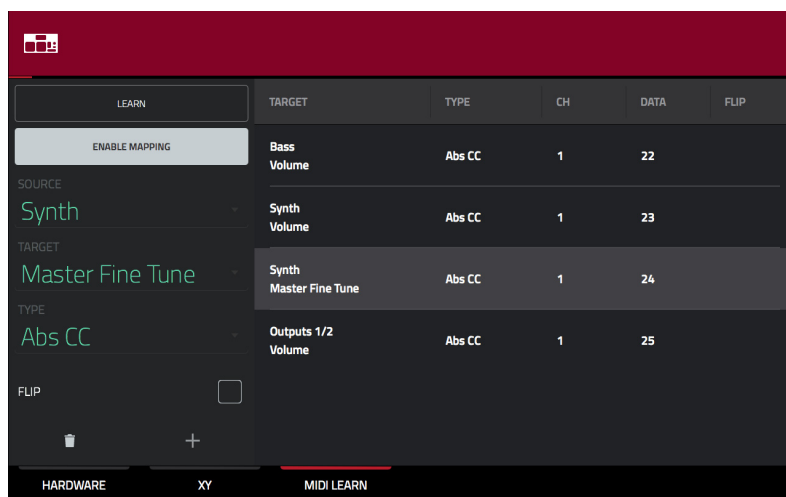 LEARN
ENABLE MAPPING
SOURCE
Synth
TARGET
Master Fine Tune
TYPE
Abs CC
FLIP
TARGET TYPE CH DATA FLIP
Bass
Volume Abs CC 1 22
Synth
Volume Abs CC 1 23
Synth
Master Fine Tune Abs CC 1 24
Outputs 1/2
Volume Abs CC 1 25
HARDWARE XY MIDI LEARN